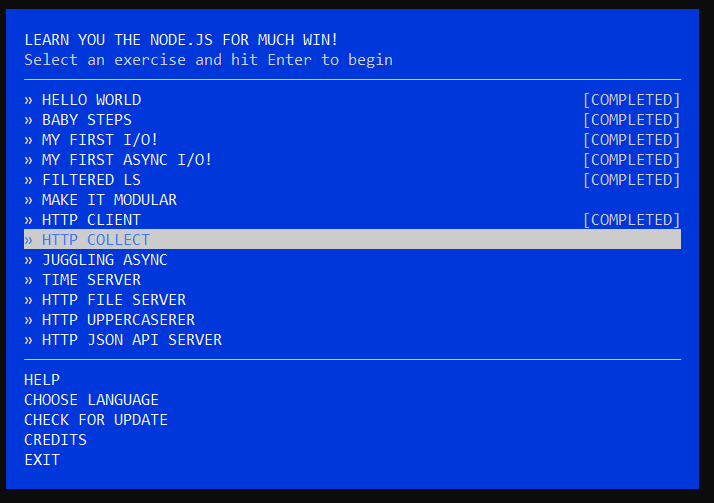 LEARN YOU THE NODE.JS FOR MUCH WIN!
Select an exercise and hit Enter to begin
» HELLO WORLD [COMPLETED]
» BABY STEPS [COMPLETED]
» MY FIRST I/O! [COMPLETED]
» MY FIRST ASYNC I/O! [COMPLETED]
» FILTERED LS [COMPLETED]
» MAKE IT MODULAR
» HTTP CLIENT [COMPLETED]
» HTTP COLLECT
» JUGGLING ASYNC
» TIME SERVER
» HTTP FILE SERVER
» HTTP UPPERCASERER
» HTTP JSON API SERVER
HELP
CHOOSE LANGUAGE
CHECK FOR UPDATE
CREDITS
EXIT